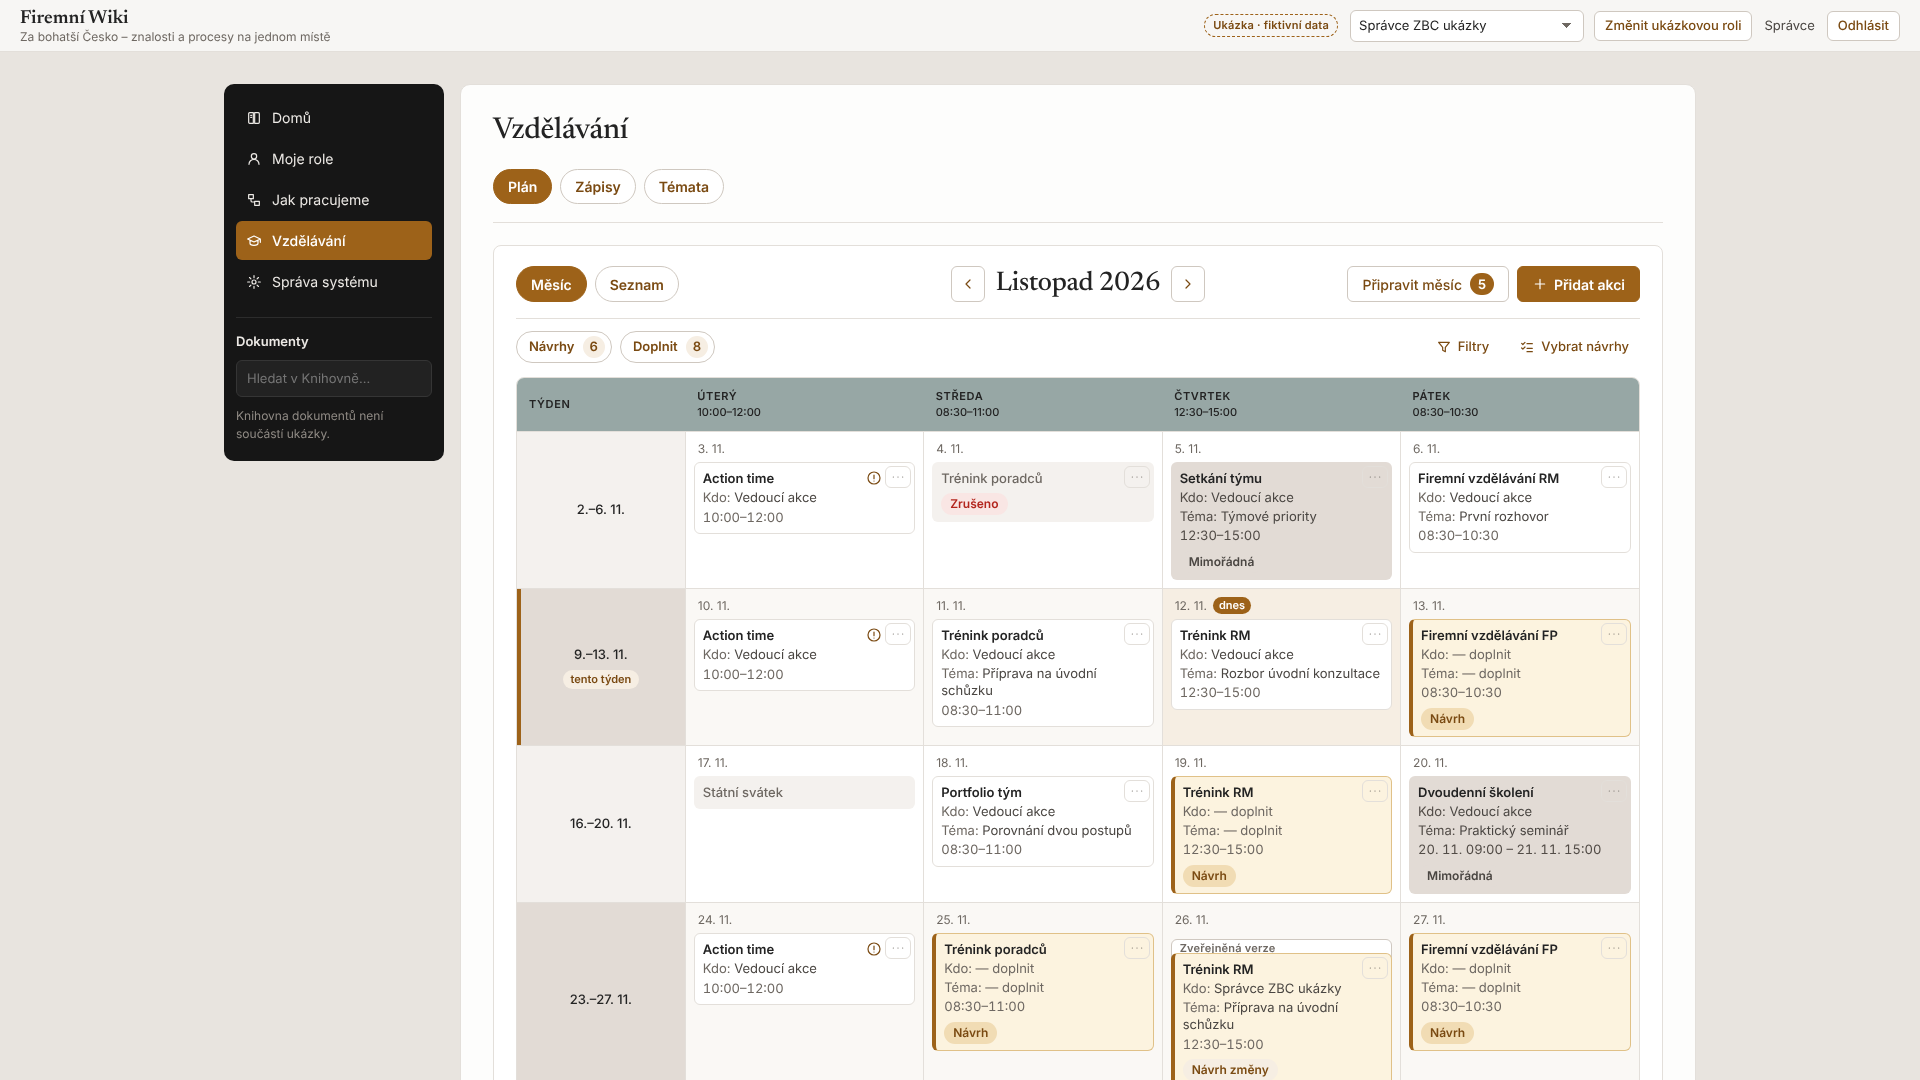 Firemní Wiki
Za bohatší Česko – znalosti a procesy na jednom místě
Ukázka · fiktivní data
Správce ZBC ukázky
Změnit ukázkovou roli
Správce
Odhlásit
Domů
Moje role
Jak pracujeme
Vzdělávání
Správa systému
Dokumenty
Hledat v Knihovně...
Knihovna dokumentů není
součástí ukázky.
Vzdělávání
Plán
Zápisy
Témata
Měsíc
Seznam
Listopad 2026
Připravit měsíc 5
Přidat akci
Návrhy 6
Doplnit 8
Filtry
Vybrat návrhy
TÝDEN
ÚTERÝ
10:00–12:00
STŘEDA
08:30–11:00
ČTVRTEK
12:30–15:00
PÁTEK
08:30–10:30
2.–6. 11.
3. 11.
Action time
Kdo: Vedoucí akce
10:00–12:00
4. 11.
Trénink poradců
Zrušeno
5. 11.
Setkání týmu
Kdo: Vedoucí akce
Téma: Týmové priority
12:30–15:00
Mimořádná
6. 11.
Firemní vzdělávání RM
Kdo: Vedoucí akce
Téma: První rozhovor
08:30–10:30
9.–13. 11.
tento týden
10. 11.
Action time
Kdo: Vedoucí akce
10:00–12:00
11. 11.
Trénink poradců
Kdo: Vedoucí akce
Téma: Příprava na úvodní
schůzku
08:30–11:00
12. 11. dnes
Trénink RM
Kdo: Vedoucí akce
Téma: Rozbor úvodní konzultace
12:30–15:00
13. 11.
Firemní vzdělávání FP
Kdo: — doplnit
Téma: — doplnit
08:30–10:30
Návrh
16.–20. 11.
17. 11.
Státní svátek
18. 11.
Portfolio tým
Kdo: Vedoucí akce
Téma: Porovnání dvou postupů
08:30–11:00
19. 11.
Trénink RM
Kdo: — doplnit
Téma: — doplnit
12:30–15:00
Návrh
20. 11.
Dvoudenní školení
Kdo: Vedoucí akce
Téma: Praktický seminář
20. 11. 09:00 – 21. 11. 15:00
Mimořádná
23.–27. 11.
24. 11.
Action time
Kdo: Vedoucí akce
10:00–12:00
25. 11.
Trénink poradců
Kdo: — doplnit
Téma: — doplnit
08:30–11:00
Návrh
26. 11.
Zveřejněná verze
Trénink RM
Kdo: Správce ZBC ukázky
Téma: Příprava na úvodní
schůzku
12:30–15:00
Návrh změny
27. 11.
Firemní vzdělávání FP
Kdo: — doplnit
Téma: — doplnit
08:30–10:30
Návrh